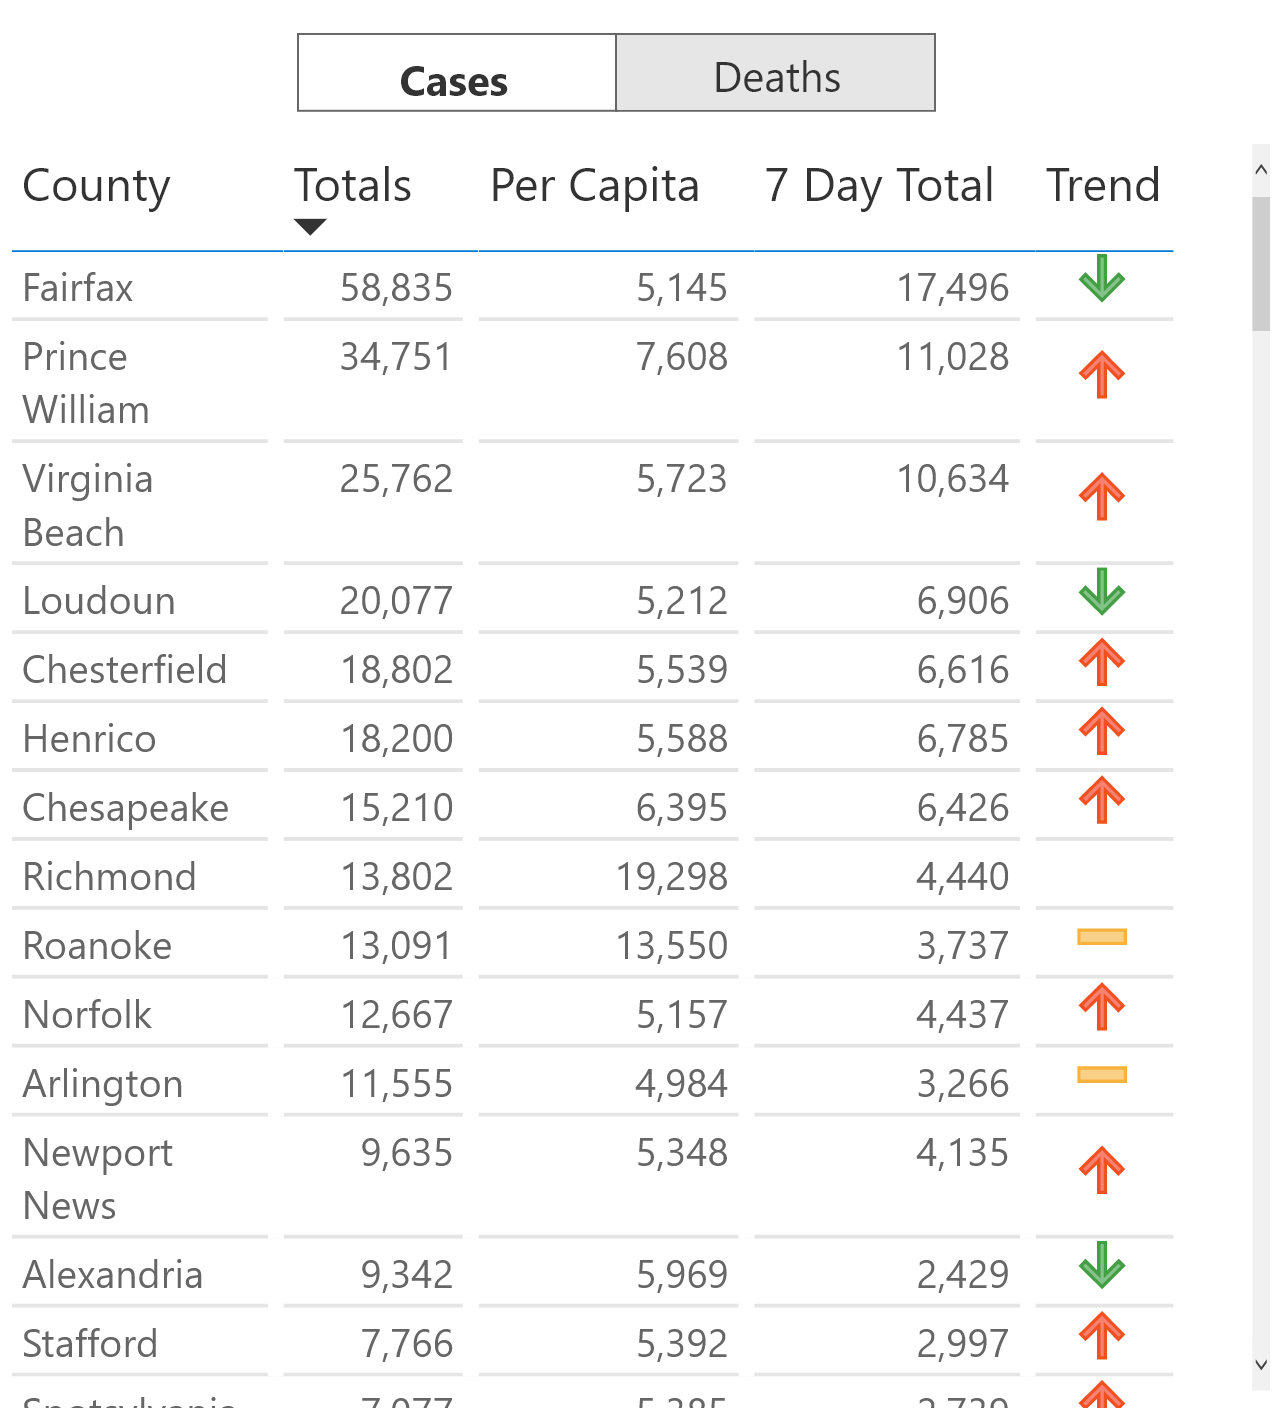 Cases Deaths
County Totals Per Capita 7 Day Total Trend
Fairfax 58,835 5,145 17,496
Prince 34,751 7,608 11,028
William
Virginia 25,762 5,723 10,634
Beach
Loudoun 20,077 5,212 6,906
Chesterfield 18,802 5,539 6,616
Henrico 18,200 5,588 6,785
Chesapeake 15,210 6,395 6,426
Richmond 13,802 19,298 4,440
Roanoke 13,091 13,550 3,737
Norfolk 12,667 5,157 4,437
Arlington 11,555 4,984 3,266
Newport 9,635 5,348 4,135
News
Alexandria 9,342 5,969 2,429
Stafford 7,766 5,392 2,997